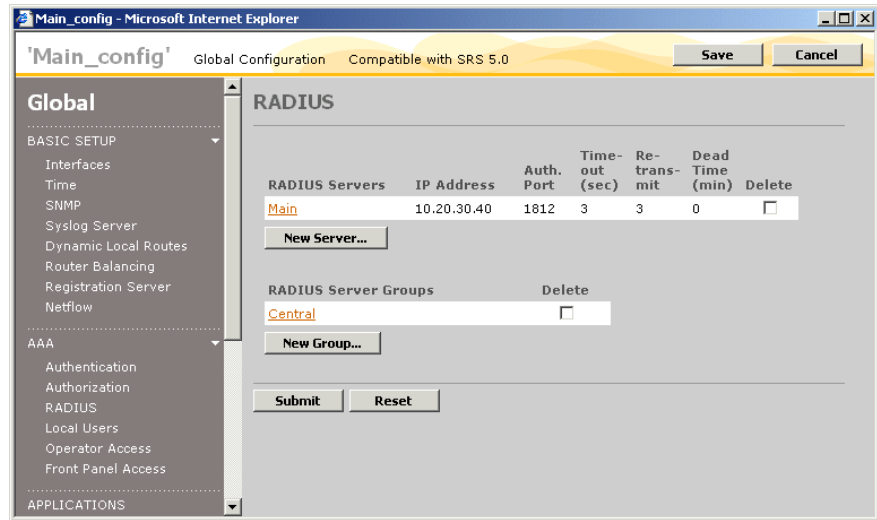 Main_config - Microsoft Internet Explorer
'Main_config' Global Configuration Compatible with SRS 5.0 Save Cancel
Global
BASIC SETUP
Interfaces
Time
SNMP
Syslog Server
Dynamic Local Routes
Router Balancing
Registration Server
Netflow
AAA
Authentication
Authorization
RADIUS
Local Users
Operator Access
Front Panel Access
APPLICATIONS
RADIUS
RADIUS Servers IP Address Auth. Port Time-out (sec) Re-trans-mit Dead Time (min) Delete
Main 10.20.30.40 1812 3 3 0
New Server...
RADIUS Server Groups Delete
Central
New Group...
Submit Reset